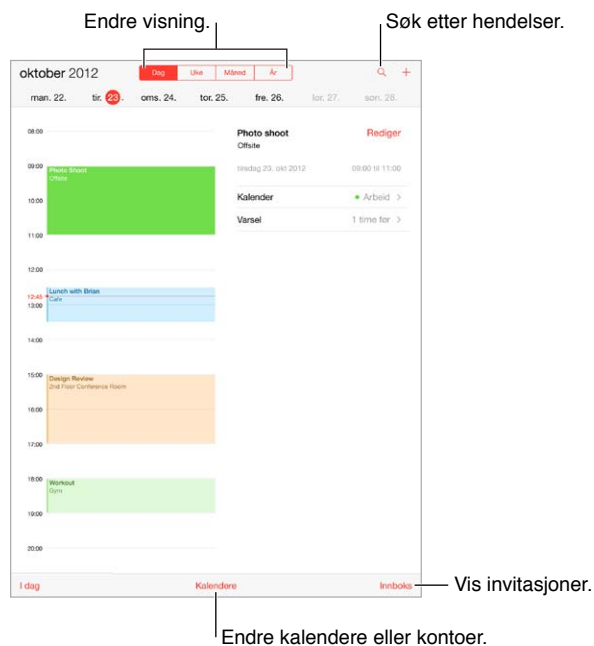 Endre visning.
Søk etter hendelser.
oktober 2012
Dag Uke Måned År
man. 22. tir. 23. oms. 24. tor. 25. fre. 26. lør. 27. søn. 28.
08:00
Photo shoot Rediger
Offsite
09:00
Photo Shoot
Offsite
tirsdag 23. okt 2012 09:00 til 11:00
10:00
Kalender Arbeid
Varsel 1 time før
11:00
12:00
Lunch with Brian
12:45
Cafe
13:00
14:00
15:00
Design Review
2nd Floor Conference Room
16:00
17:00
18:00
Workout
Gym
19:00
20:00
I dag Kalendere Innboks
Vis invitasjoner.
Endre kalendere eller kontoer.